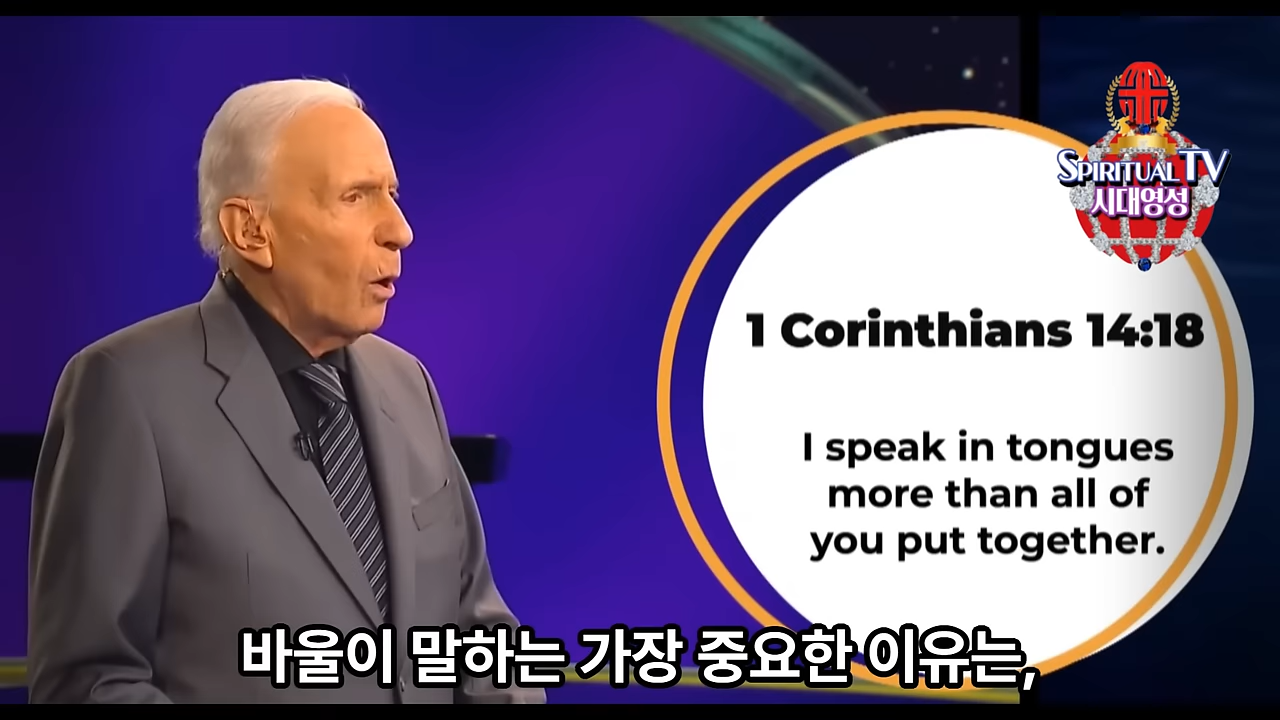 SPIRITUAL TV
시대영성
1 Corinthians 14:18
I speak in tongues
more than all of
you put together.
바울이 말하는 가장 중요한 이유는,